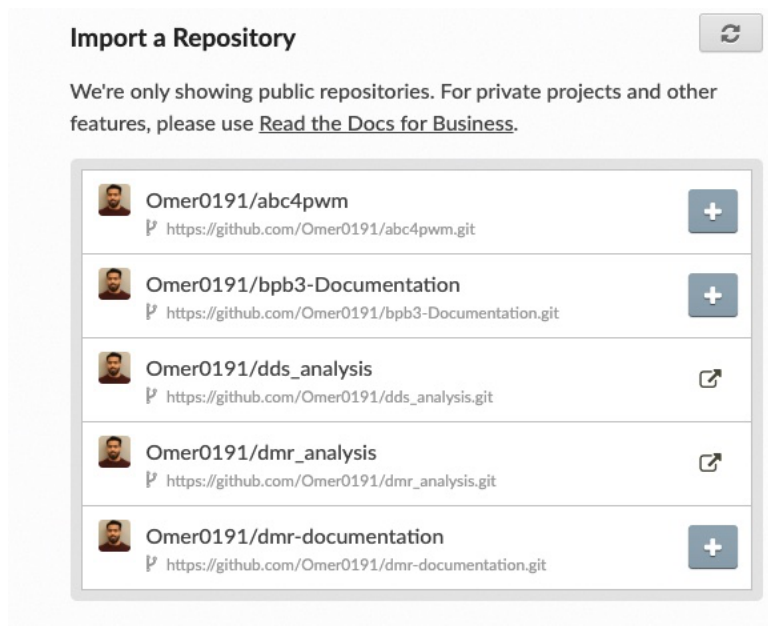 Import a Repository
We're only showing public repositories. For private projects and other
features, please use Read the Docs for Business.
Omer0191/abc4pwm
https://github.com/Omer0191/abc4pwm.git
Omer0191/bpb3-Documentation
https://github.com/Omer0191/bpb3-Documentation.git
Omer0191/dds_analysis
https://github.com/Omer0191/dds_analysis.git
Omer0191/dmr_analysis
https://github.com/Omer0191/dmr_analysis.git
Omer0191/dmr-documentation
https://github.com/Omer0191/dmr-documentation.git